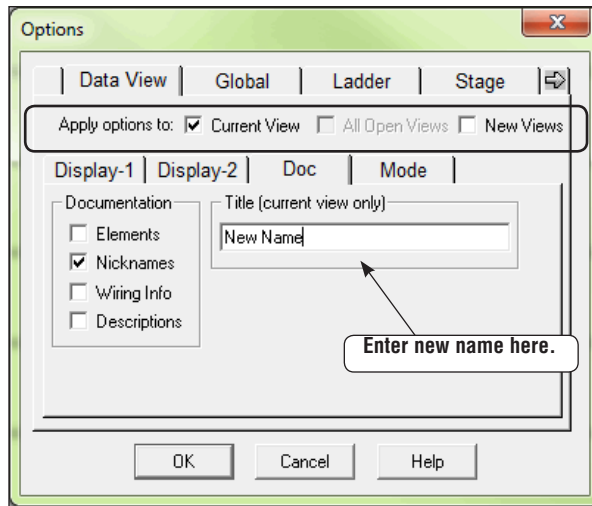 Options
Data View Global Ladder Stage
Apply options to: Current View All Open Views New Views
Display-1 Display-2 Doc Mode
Documentation Title (current view only)
Elements New Name
Nicknames
Wiring Info
Descriptions
Enter new name here.
OK Cancel Help